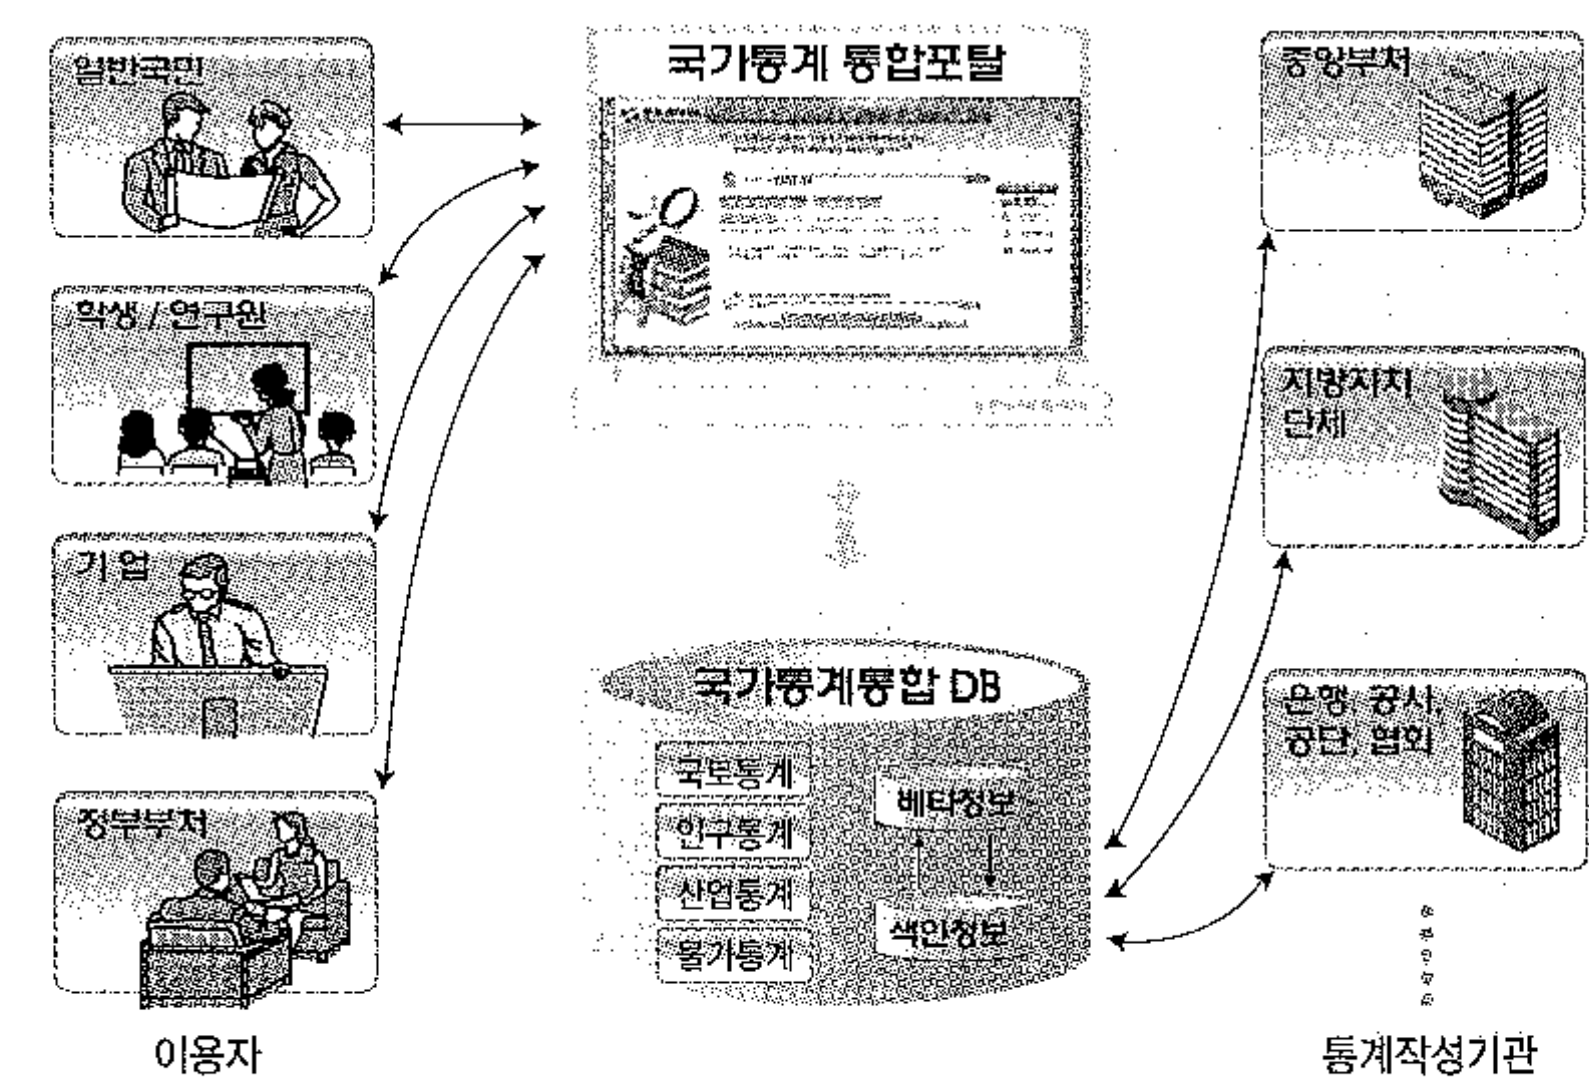 일반국민
학생 / 연구원
기업
정부부처
이용자
국가통계 통합포탈
국가통계통합 DB
국토통계
인구통계
산업통계
물가통계
베타정보
색인정보
중앙부처
지방자치
단체
은행, 공사,
공단, 협회
통계작성기관